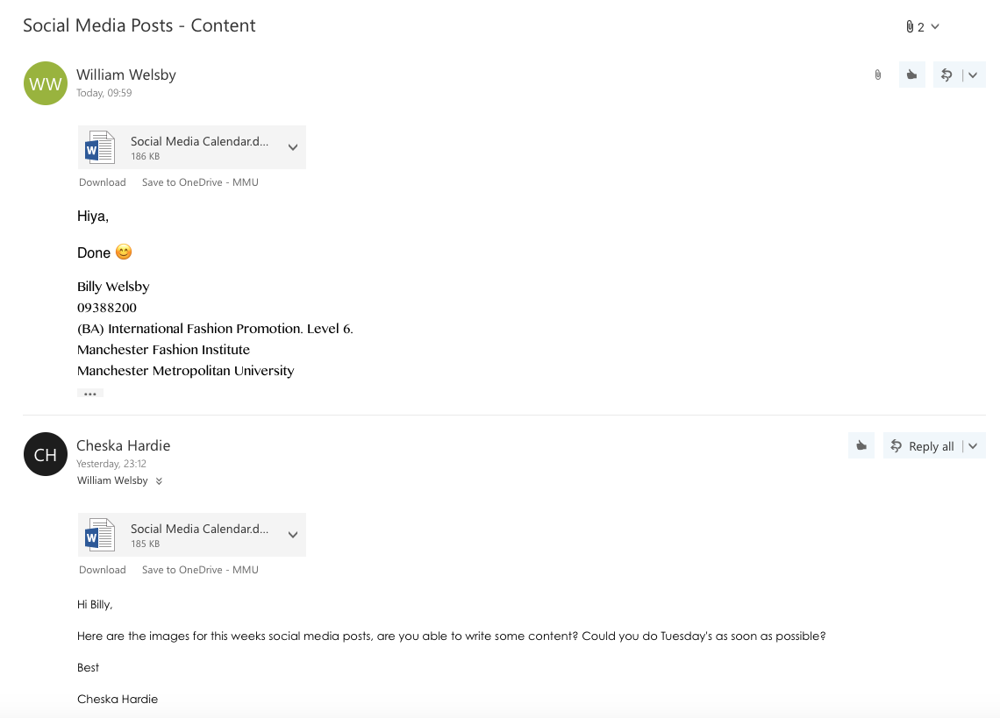 Social Media Posts - Content
2
WW
William Welsby
Today, 09:59
W
Social Media Calendar.d...
186 KB
Download Save to OneDrive - MMU
Hiya,
Done 😊
Billy Welsby
09388200
(BA) International Fashion Promotion. Level 6.
Manchester Fashion Institute
Manchester Metropolitan University
...
CH
Cheska Hardie
Reply all
Yesterday, 23:12
William Welsby
W
Social Media Calendar.d...
185 KB
Download Save to OneDrive - MMU
Hi Billy,
Here are the images for this weeks social media posts, are you able to write some content? Could you do Tuesday's as soon as possible?
Best
Cheska Hardie